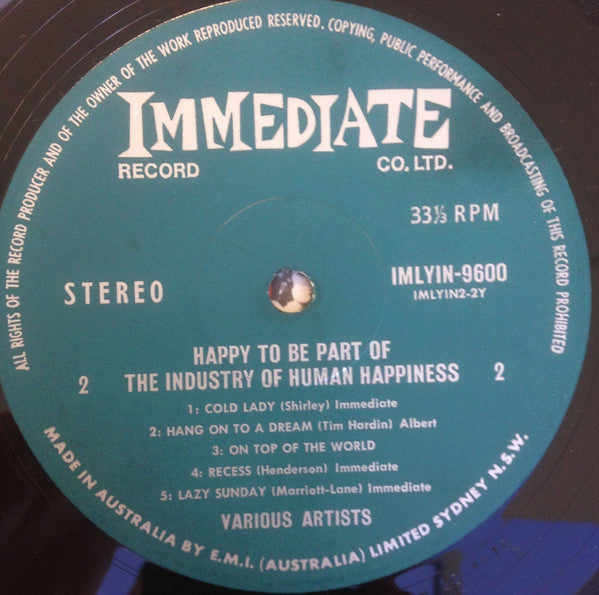 ALL RIGHTS OF THE RECORD PRODUCER AND OF THE OWNER OF THE WORK REPRODUCED RESERVED. COPYING, PUBLIC PERFORMANCE AND BROADCASTING OF THIS RECORD PROHIBITED
IMMEDIATE
RECORD CO. LTD.
33⅓ RPM
STEREO
IMLYIN-9600
IMLYIN2-2Y
HAPPY TO BE PART OF
2 THE INDUSTRY OF HUMAN HAPPINESS 2
1: COLD LADY (Shirley) Immediate
2: HANG ON TO A DREAM (Tim Hardin) Albert
3: ON TOP OF THE WORLD
4: RECESS (Henderson) Immediate
5: LAZY SUNDAY (Marriott-Lane) Immediate
VARIOUS ARTISTS
MADE IN AUSTRALIA BY E.M.I. (AUSTRALIA) LIMITED SYDNEY N.S.W.